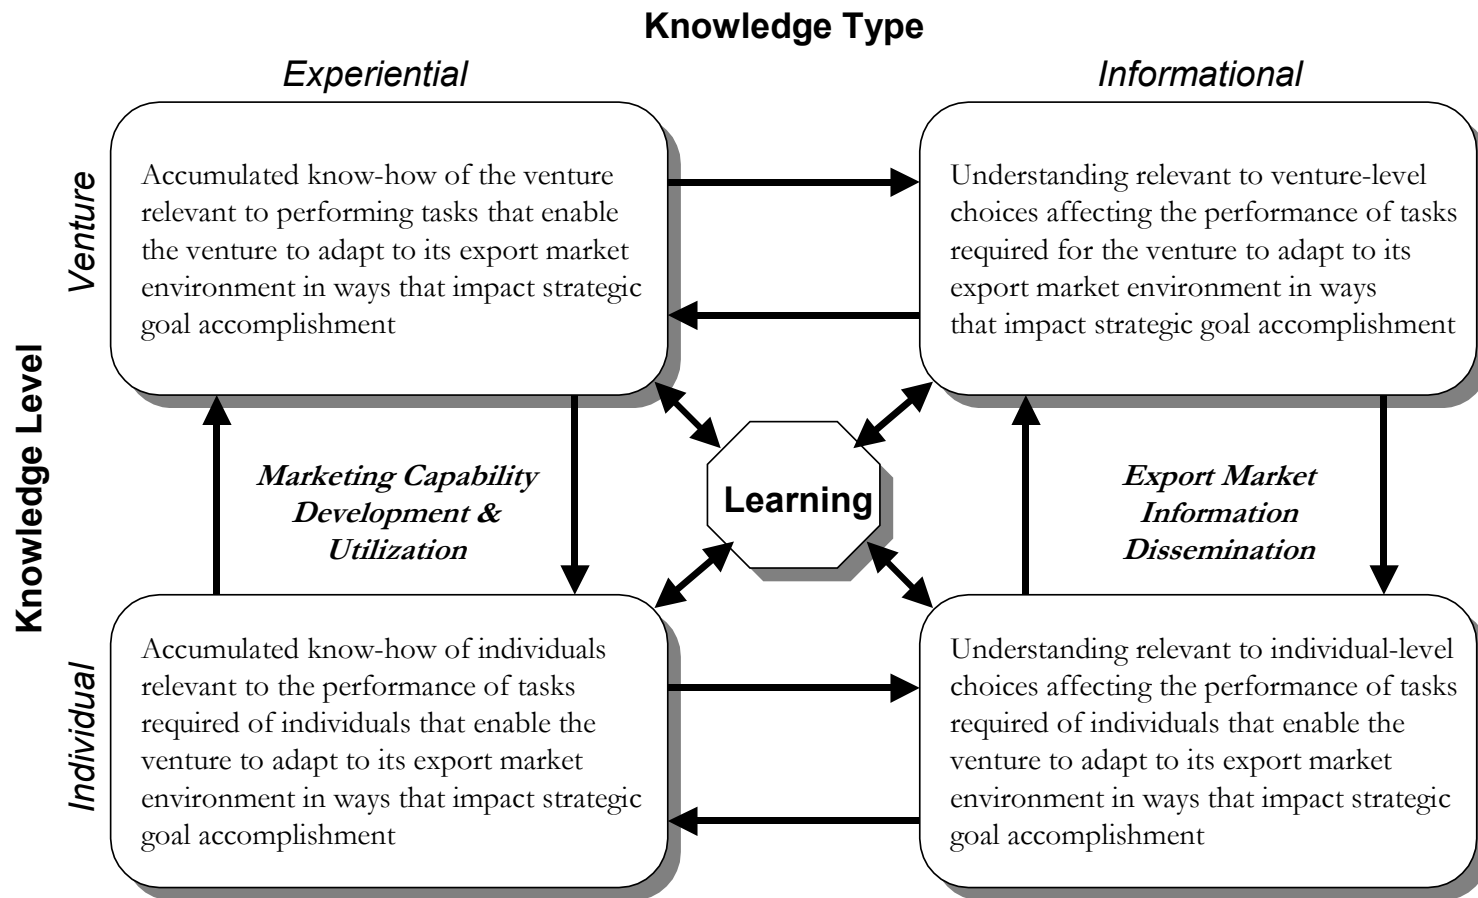 Knowledge Type
Experiential
Informational
Venture
Accumulated know-how of the venture
relevant to performing tasks that enable
the venture to adapt to its export market
environment in ways that impact strategic
goal accomplishment
Understanding relevant to venture-level
choices affecting the performance of tasks
required for the venture to adapt to its
export market environment in ways
that impact strategic goal accomplishment
Knowledge Level
Marketing Capability
Development &
Utilization
Learning
Export Market
Information
Dissemination
Individual
Accumulated know-how of individuals
relevant to the performance of tasks
required of individuals that enable the
venture to adapt to its export market
environment in ways that impact strategic
goal accomplishment
Understanding relevant to individual-level
choices affecting the performance of tasks
required of individuals that enable the
venture to adapt to its export market
environment in ways that impact strategic
goal accomplishment